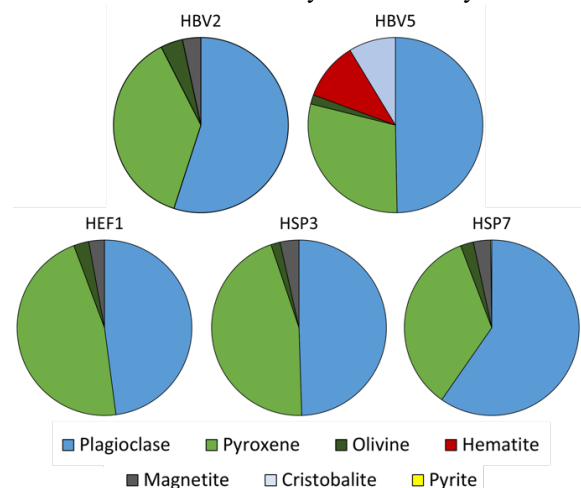 HBV2 HBV5
HEF1 HSP3 HSP7
Plagioclase Pyroxene Olivine Hematite
Magnetite Cristobalite Pyrite